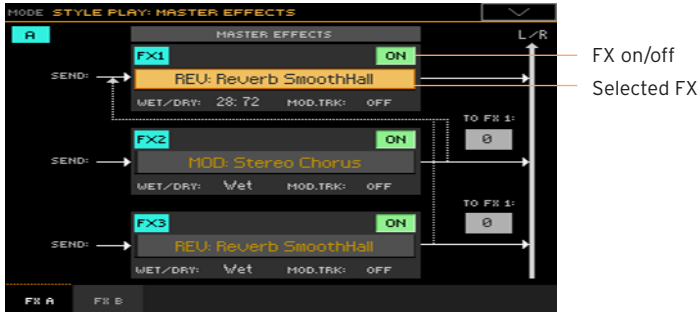 MODE STYLE PLAY: MASTER EFFECTS
A MASTER EFFECTS L/R
FX1 ON FX on/off
SEND: REV: Reverb SmoothHall Selected FX
WET/DRY: 28: 72 MOD.TRK: OFF
TO FX 1:
FX2 ON 0
SEND: MOD: Stereo Chorus
WET/DRY: Wet MOD.TRK: OFF
TO FX 1:
FX3 ON 0
SEND: REV: Reverb SmoothHall
WET/DRY: Wet MOD.TRK: OFF
FX A FX B